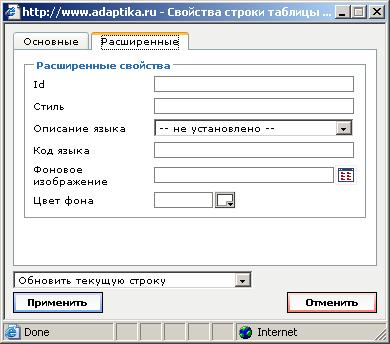 http://www.adaptika.ru - Свойства строки таблицы ...
Основные
Расширенные
Расширенные свойства
Id
Стиль
Описание языка
-- не установлено --
Код языка
Фоновое
изображение
Цвет фона
Обновить текущую строку
Применить
Отменить
Done
Internet